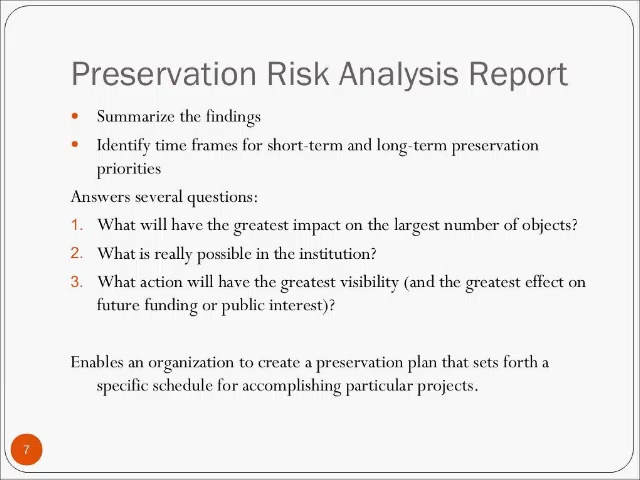 Preservation Risk Analysis Report
• Summarize the findings
• Identify time frames for short-term and long-term preservation
priorities
Answers several questions:
1. What will have the greatest impact on the largest number of objects?
2. What is really possible in the institution?
3. What action will have the greatest visibility (and the greatest effect on
future funding or public interest)?
Enables an organization to create a preservation plan that sets forth a
specific schedule for accomplishing particular projects.
7